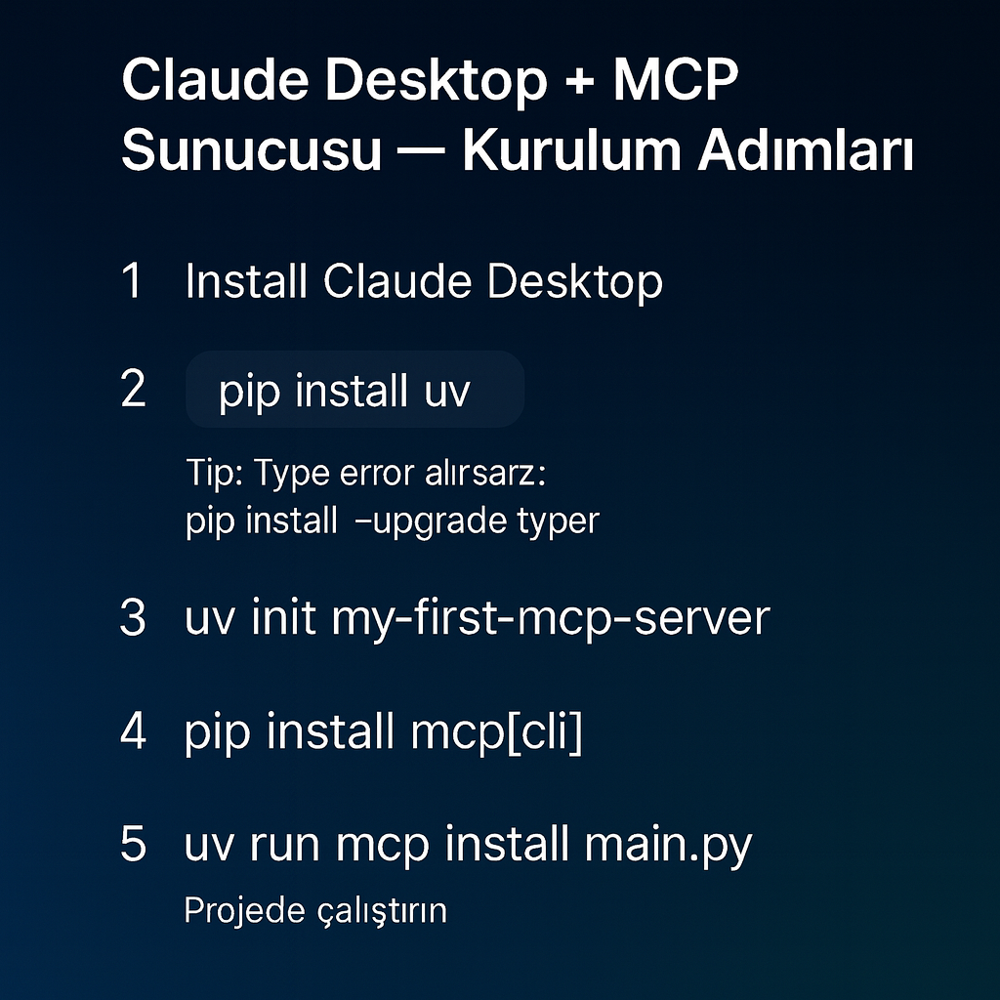 Claude Desktop + MCP
Sunucusu — Kurulum Adımları
1 Install Claude Desktop
2 pip install uv
Tip: Type error alırsarz:
pip install –upgrade typer
3 uv init my-first-mcp-server
4 pip install mcp[cli]
5 uv run mcp install main.py
Projede çalıştırın